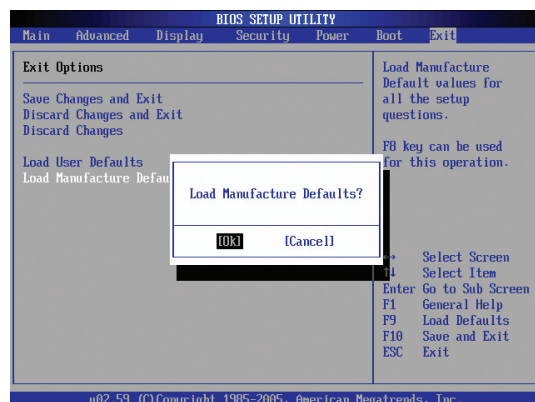 BIOS SETUP UTILITY
Main Advanced Display Security Power Boot Exit
Exit Options
Save Changes and Exit
Discard Changes and Exit
Discard Changes
Load User Defaults
Load Manufacture Defau
Load Manufacture Defaults?
[Ok] [Cancel]
Load Manufacture
Default values for
all the setup
questions.
F8 key can be used
for this operation.
↔ Select Screen
↑↓ Select Item
Enter Go to Sub Screen
F1 General Help
F9 Load Defaults
F10 Save and Exit
ESC Exit
v02.59 (C)Copyright 1985-2005, American Megatrends, Inc.